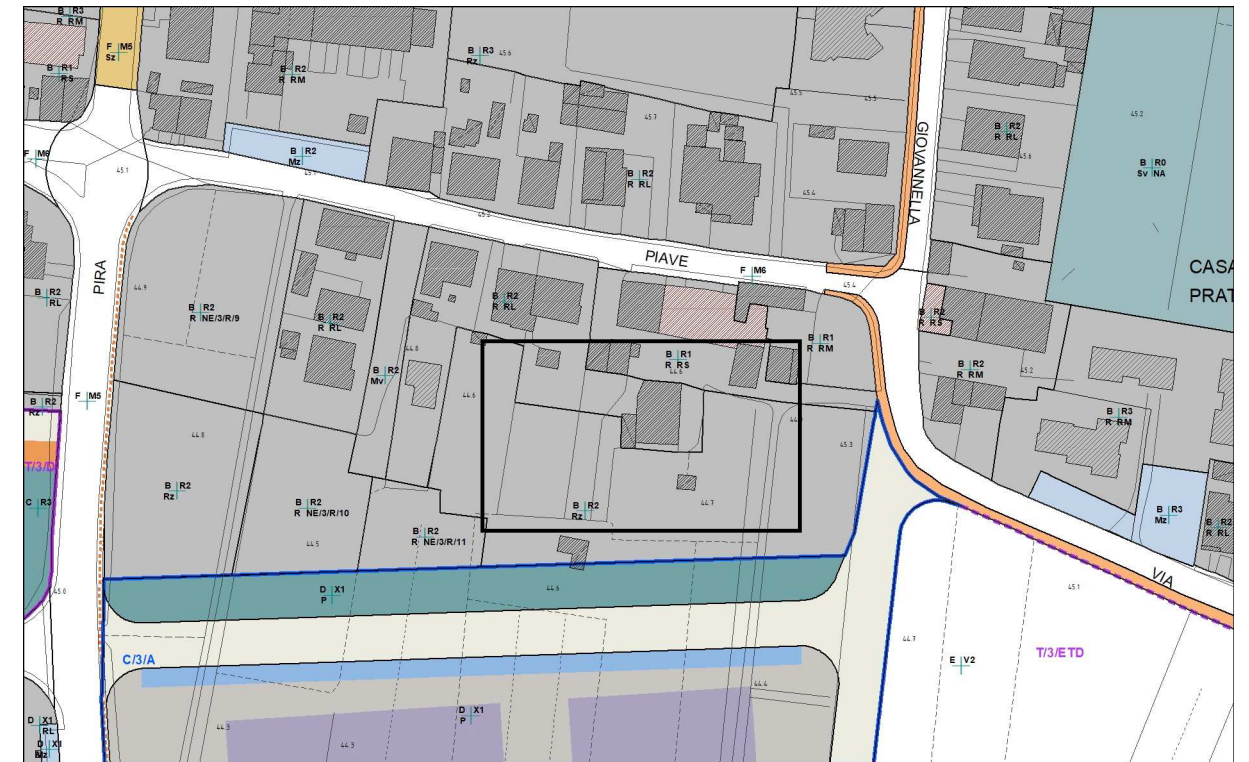 B R3
R RM
F M5
Sz
B R1
RS
B R2
R RM
B R3
Rz
45.6
45.5
45.5
45.7
45.2
F M6
45.1
B R2
Mz
B R2
R RL
45.4
GIOVANNELLA
B R2
R RL
45.6
B R0
Sv NA
PIAVE
F M6
45.4
CASA
PRAT
PIRA
44.9
B R2
RL
B R2
R NE/3/R/9
B R2
R RL
B R2
R RL
B R1
R RM
B R2
R RS
44.8
B R2
Mv
B R1
R RS
44.6
B R2
R RM
45.2
44.6
F M5
B R2
Rz
B R3
R RM
44.8
45.3
T/3/D
B R2
Rz
C R3
B R2
R NE/3/R/10
B R2
Rz
44.7
B R3
Mz
B R2
R RL
44.5
B R2
R NE/3/R/11
VIA
45.0
D X1
P
44.6
45.1
44.7
T/3/ETD
C/3/A
E V2
44.4
D X1
P
D X1
RL
44.3
44.3
D X1